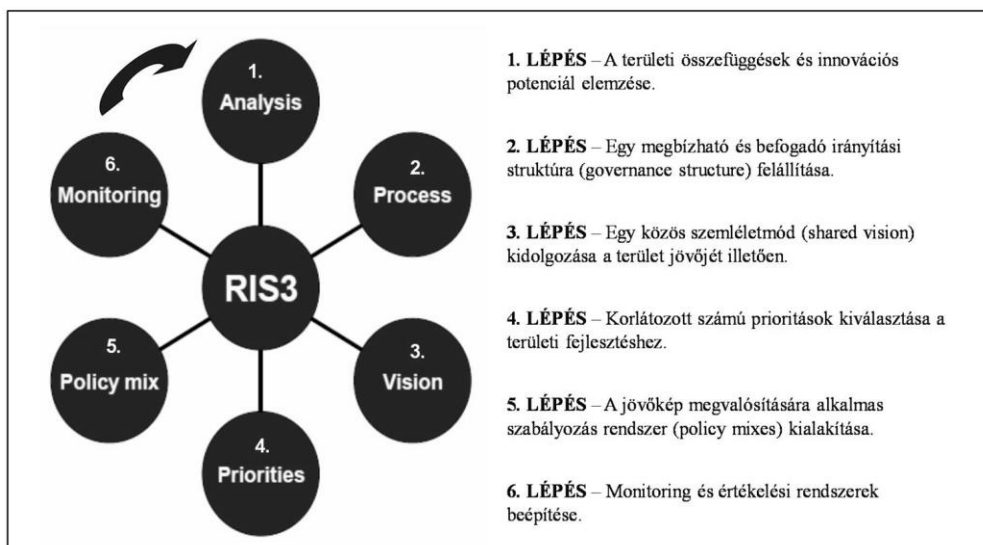 1.
Analysis
2.
Process
3.
Vision
4.
Priorities
5.
Policy mix
6.
Monitoring
RIS3
1. LÉPÉS – A területi összefüggések és innovációs
potenciál elemzése.
2. LÉPÉS – Egy megbízható és befogadó irányítási
struktúra (governance structure) felállítása.
3. LÉPÉS – Egy közös szemléletmód (shared vision)
kidolgozása a terület jövőjét illetően.
4. LÉPÉS – Korlátozott számú prioritások kiválasztása a
területi fejlesztéshez.
5. LÉPÉS – A jövőkép megvalósítására alkalmas
szabályozás rendszer (policy mixes) kialakítása.
6. LÉPÉS – Monitoring és értékelési rendszerek
beépítése.